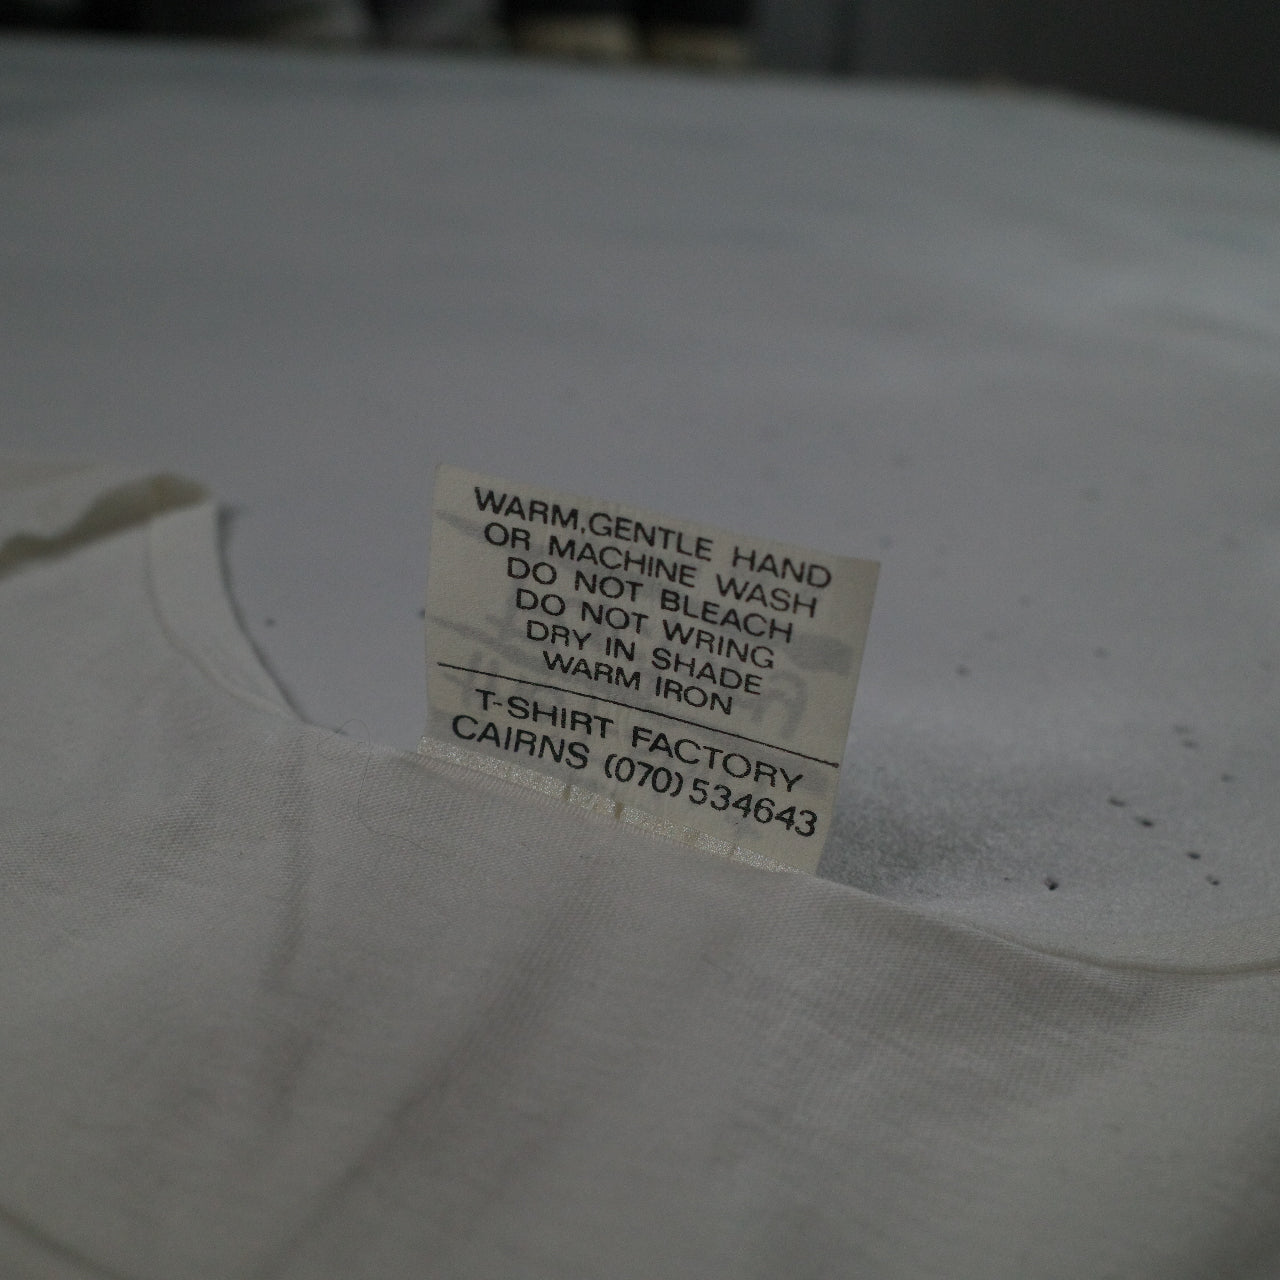 WARM,GENTLE HAND
OR MACHINE WASH
DO NOT BLEACH
DO NOT WRING
DRY IN SHADE
WARM IRON
T-SHIRT FACTORY
CAIRNS (070)534643